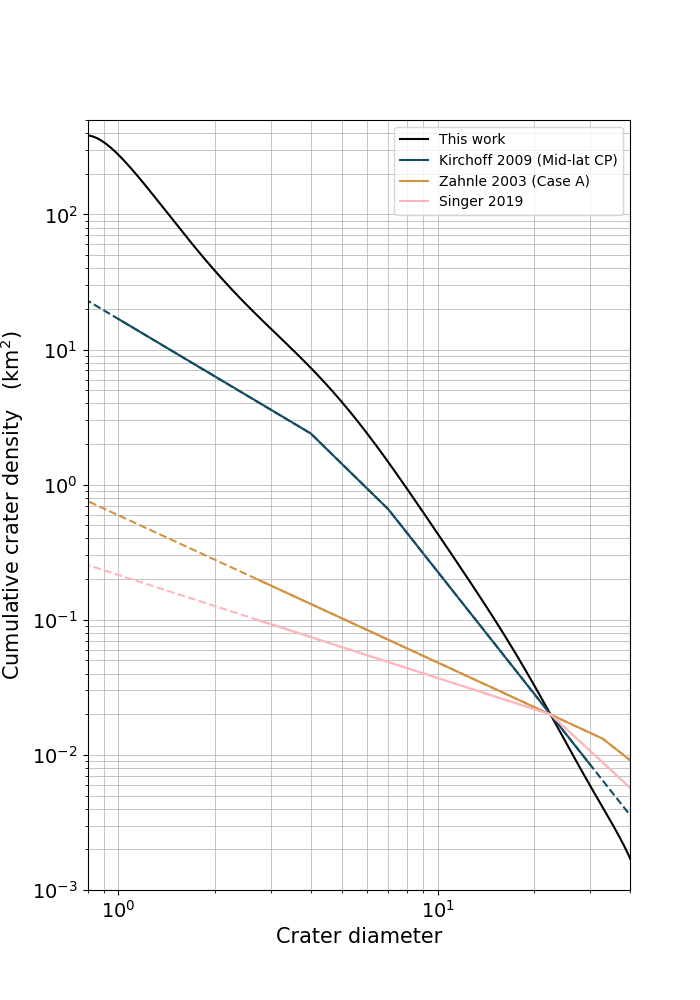 This work
Kirchoff 2009 (Mid-lat CP)
Zahnle 2003 (Case A)
Singer 2019
10²
10¹
10⁰
10⁻¹
10⁻²
10⁻³
Cumulative crater density (km²)
10⁰ 10¹
Crater diameter